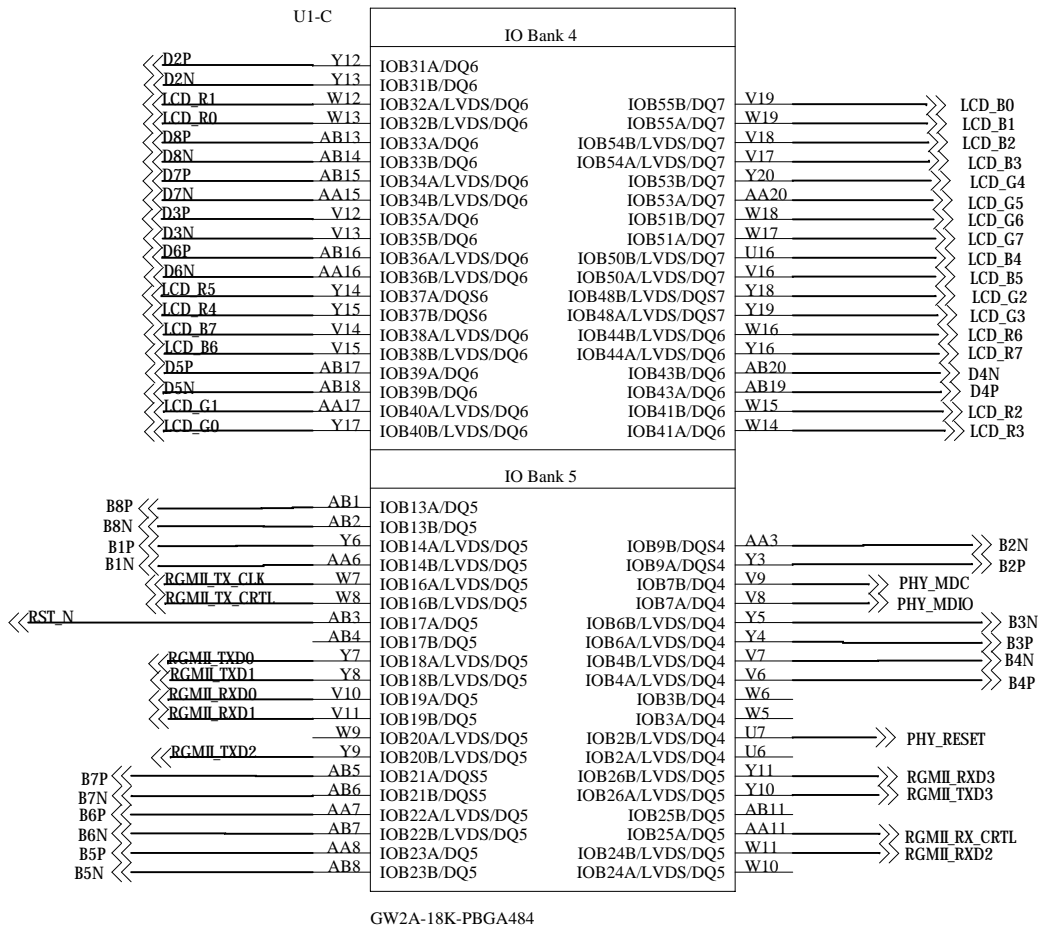 U1-C
IO Bank 4
D2P Y12 IOB31A/DQ6
D2N Y13 IOB31B/DQ6
LCD_R1 W12 IOB32A/LVDS/DQ6 IOB55B/DQ7 V19 LCD_B0
LCD_R0 W13 IOB32B/LVDS/DQ6 IOB55A/DQ7 W19 LCD_B1
D8P AB13 IOB33A/DQ6 IOB54B/LVDS/DQ7 V18 LCD_B2
D8N AB14 IOB33B/DQ6 IOB54A/LVDS/DQ7 V17 LCD_B3
D7P AB15 IOB34A/LVDS/DQ6 IOB53B/DQ7 Y20 LCD_G4
D7N AA15 IOB34B/LVDS/DQ6 IOB53A/DQ7 AA20 LCD_G5
D3P V12 IOB35A/DQ6 IOB51B/DQ7 W18 LCD_G6
D3N V13 IOB35B/DQ6 IOB51A/DQ7 W17 LCD_G7
D6P AB16 IOB36A/LVDS/DQ6 IOB50B/LVDS/DQ7 U16 LCD_B4
D6N AA16 IOB36B/LVDS/DQ6 IOB50A/LVDS/DQ7 V16 LCD_B5
LCD_R5 Y14 IOB37A/DQS6 IOB48B/LVDS/DQS7 Y18 LCD_G2
LCD_R4 Y15 IOB37B/DQS6 IOB48A/LVDS/DQS7 Y19 LCD_G3
LCD_B7 V14 IOB38A/LVDS/DQ6 IOB44B/LVDS/DQ6 W16 LCD_R6
LCD_B6 V15 IOB38B/LVDS/DQ6 IOB44A/LVDS/DQ6 Y16 LCD_R7
D5P AB17 IOB39A/DQ6 IOB43B/DQ6 AB20 D4N
D5N AB18 IOB39B/DQ6 IOB43A/DQ6 AB19 D4P
LCD_G1 AA17 IOB40A/LVDS/DQ6 IOB41B/DQ6 W15 LCD_R2
LCD_G0 Y17 IOB40B/LVDS/DQ6 IOB41A/DQ6 W14 LCD_R3
IO Bank 5
B8P AB1 IOB13A/DQ5
B8N AB2 IOB13B/DQ5
B1P Y6 IOB14A/LVDS/DQ5 IOB9B/DQS4 AA3 B2N
B1N AA6 IOB14B/LVDS/DQ5 IOB9A/DQS4 Y3 B2P
RGMII_TX_CLK W7 IOB16A/LVDS/DQ5 IOB7B/DQ4 V9 PHY_MDC
RGMII_TX_CRTL W8 IOB16B/LVDS/DQ5 IOB7A/DQ4 V8 PHY_MDIO
RST_N AB3 IOB17A/DQ5 IOB6B/LVDS/DQ4 Y5 B3N
AB4 IOB17B/DQ5 IOB6A/LVDS/DQ4 Y4 B3P
RGMII_TXD0 Y7 IOB18A/LVDS/DQ5 IOB4B/LVDS/DQ4 V7 B4N
RGMII_TXD1 Y8 IOB18B/LVDS/DQ5 IOB4A/LVDS/DQ4 V6 B4P
RGMII_RXD0 V10 IOB19A/DQ5 IOB3B/DQ4 W6
RGMII_RXD1 V11 IOB19B/DQ5 IOB3A/DQ4 W5
W9 IOB20A/LVDS/DQ5 IOB2B/LVDS/DQ4 U7 PHY_RESET
RGMII_TXD2 Y9 IOB20B/LVDS/DQ5 IOB2A/LVDS/DQ4 U6
B7P AB5 IOB21A/DQS5 IOB26B/LVDS/DQ5 Y11 RGMII_RXD3
B7N AB6 IOB21B/DQS5 IOB26A/LVDS/DQ5 Y10 RGMII_TXD3
B6P AA7 IOB22A/LVDS/DQ5 IOB25B/DQ5 AB11
B6N AB7 IOB22B/LVDS/DQ5 IOB25A/DQ5 AA11 RGMII_RX_CRTL
B5P AA8 IOB23A/DQ5 IOB24B/LVDS/DQ5 W11 RGMII_RXD2
B5N AB8 IOB23B/DQ5 IOB24A/LVDS/DQ5 W10
GW2A-18K-PBGA484